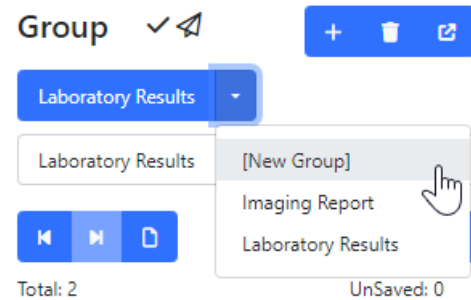 Group
Laboratory Results
Laboratory Results
[New Group]
Imaging Report
Laboratory Results
Total: 2
UnSaved: 0